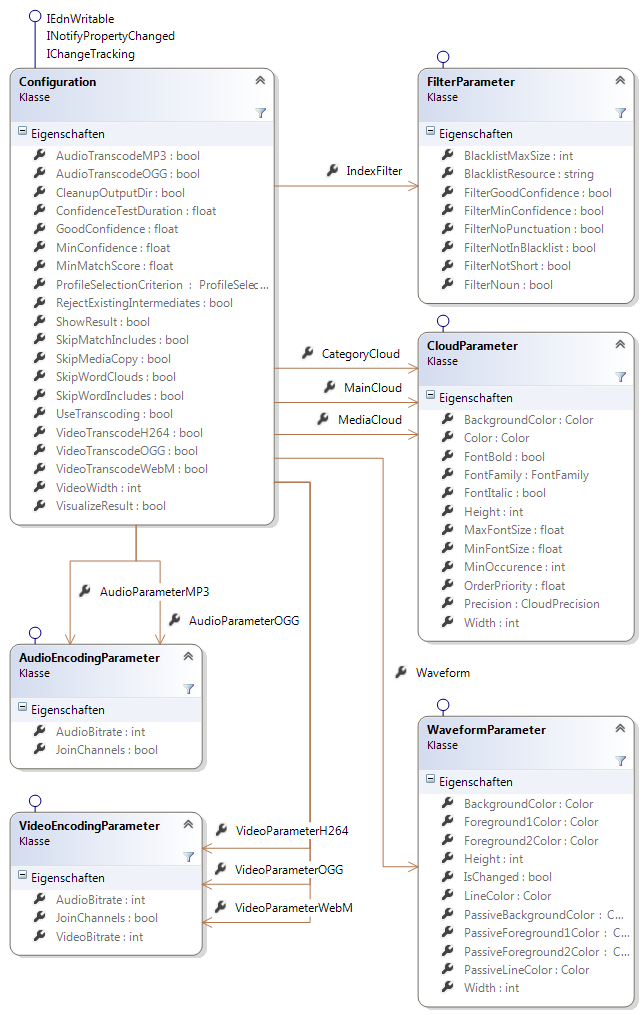 IEdnWritable
INotifyPropertyChanged
IChangeTracking
Configuration
Klasse
Eigenschaften
AudioTranscodeMP3 : bool
AudioTranscodeOGG : bool
CleanupOutputDir : bool
ConfidenceTestDuration : float
GoodConfidence : float
MinConfidence : float
MinMatchScore : float
ProfileSelectionCriterion : ProfileSelec...
RejectExistingIntermediates : bool
ShowResult : bool
SkipMatchIncludes : bool
SkipMediaCopy : bool
SkipWordClouds : bool
SkipWordIncludes : bool
UseTranscoding : bool
VideoTranscodeH264 : bool
VideoTranscodeOGG : bool
VideoTranscodeWebM : bool
VideoWidth : int
VisualizeResult : bool
IndexFilter
FilterParameter
Klasse
Eigenschaften
BlacklistMaxSize : int
BlacklistResource : string
FilterGoodConfidence : bool
FilterMinConfidence : bool
FilterNoPunctuation : bool
FilterNotInBlacklist : bool
FilterNotShort : bool
FilterNoun : bool
CategoryCloud
MainCloud
MediaCloud
CloudParameter
Klasse
Eigenschaften
BackgroundColor : Color
Color : Color
FontBold : bool
FontFamily : FontFamily
FontItalic : bool
Height : int
MaxFontSize : float
MinFontSize : float
MinOccurence : int
OrderPriority : float
Precision : CloudPrecision
Width : int
AudioParameterMP3
AudioParameterOGG
AudioEncodingParameter
Klasse
Eigenschaften
AudioBitrate : int
JoinChannels : bool
Waveform
WaveformParameter
Klasse
Eigenschaften
BackgroundColor : Color
Foreground1Color : Color
Foreground2Color : Color
Height : int
IsChanged : bool
LineColor : Color
PassiveBackgroundColor : C...
PassiveForeground1Color : C...
PassiveForeground2Color : C...
PassiveLineColor : Color
Width : int
VideoParameterH264
VideoParameterOGG
VideoParameterWebM
VideoEncodingParameter
Klasse
Eigenschaften
AudioBitrate : int
JoinChannels : bool
VideoBitrate : int